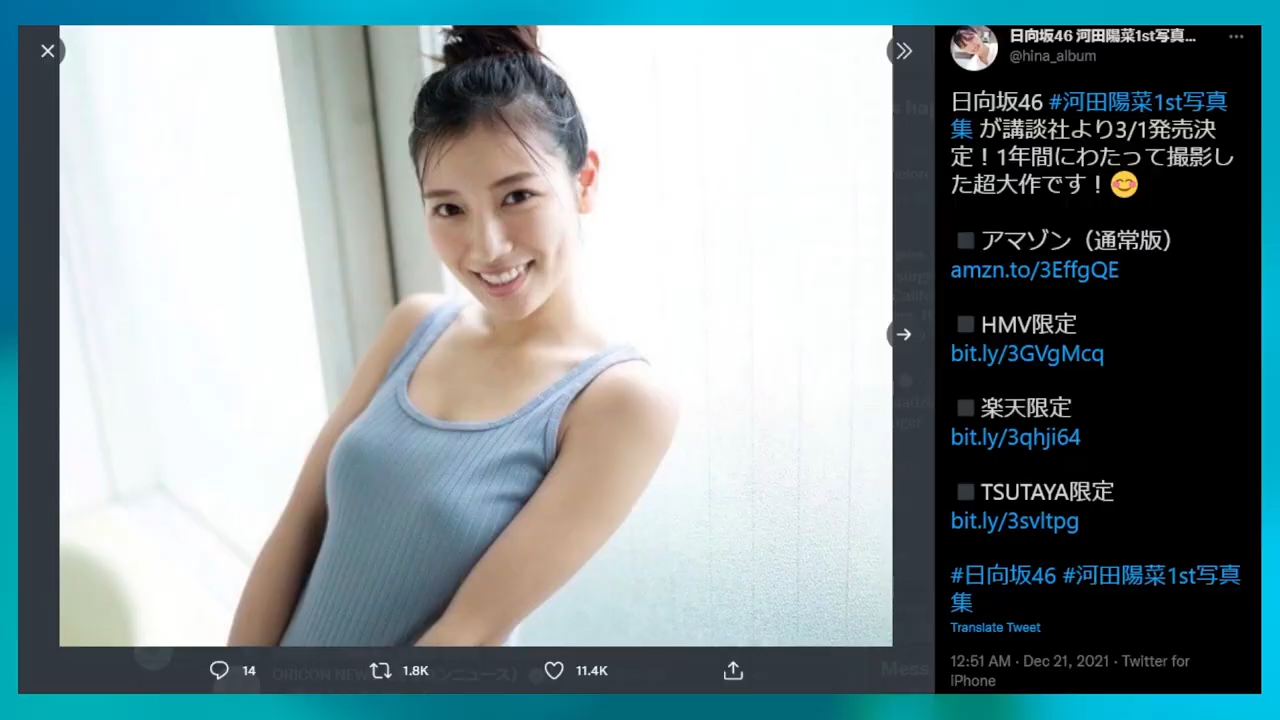 日向坂46 河田陽菜1st写真...
@hina_album
日向坂46 #河田陽菜1st写真
集 が講談社より3/1発売決
定！1年間にわたって撮影し
た超大作です！😊
◾アマゾン（通常版）
amzn.to/3EffgQE
◾HMV限定
bit.ly/3GVgMcq
◾楽天限定
bit.ly/3qhji64
◾TSUTAYA限定
bit.ly/3svltpg
#日向坂46 #河田陽菜1st写真
集
Translate Tweet
12:51 AM · Dec 21, 2021 · Twitter for
iPhone
14 1.8K 11.4K